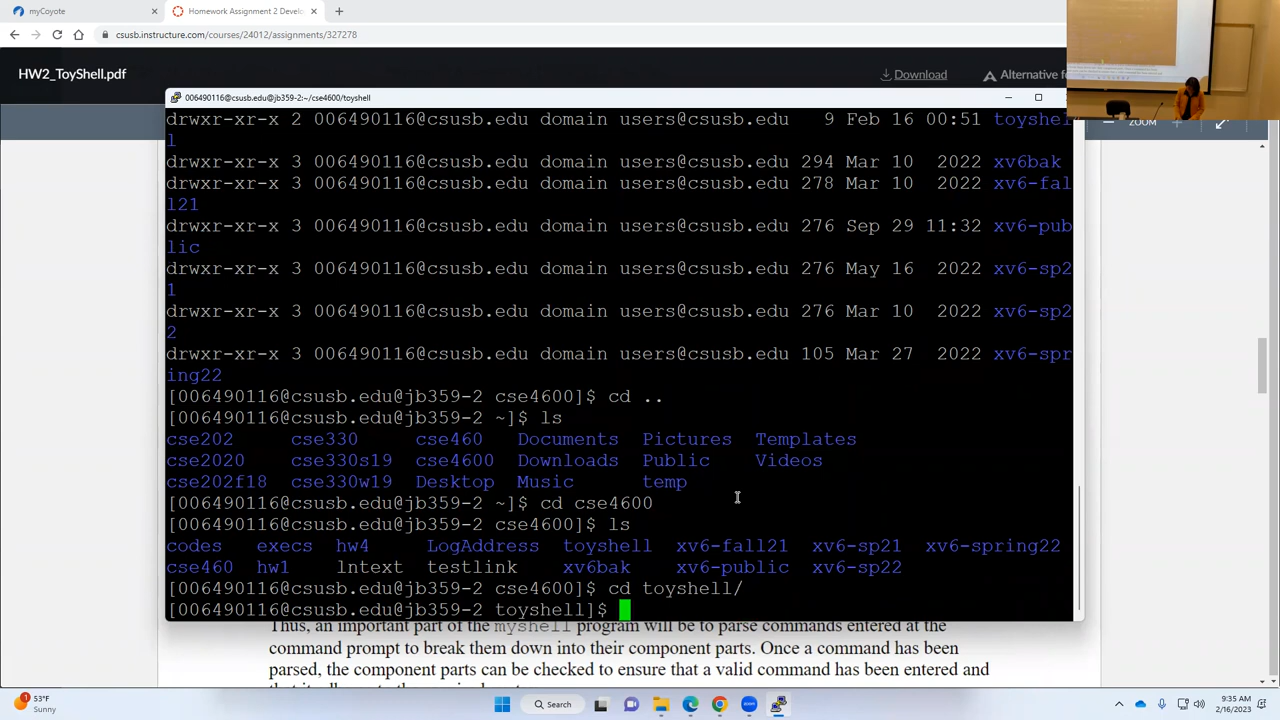 myCoyote
Homework Assignment 2 Develo
csusb.instructure.com/courses/24012/assignments/327278
HW2_ToyShell.pdf
Download
Alternative fo
ZOOM
006490116@csusb.edu@jb359-2:~/cse4600/toyshell
drwxr-xr-x 2 006490116@csusb.edu domain users@csusb.edu 9 Feb 16 00:51 toyshel
l
drwxr-xr-x 3 006490116@csusb.edu domain users@csusb.edu 294 Mar 10 2022 xv6bak
drwxr-xr-x 3 006490116@csusb.edu domain users@csusb.edu 278 Mar 10 2022 xv6-fal
l21
drwxr-xr-x 3 006490116@csusb.edu domain users@csusb.edu 276 Sep 29 11:32 xv6-pub
lic
drwxr-xr-x 3 006490116@csusb.edu domain users@csusb.edu 276 May 16 2022 xv6-sp2
1
drwxr-xr-x 3 006490116@csusb.edu domain users@csusb.edu 276 Mar 10 2022 xv6-sp2
2
drwxr-xr-x 3 006490116@csusb.edu domain users@csusb.edu 105 Mar 27 2022 xv6-spr
ing22
[006490116@csusb.edu@jb359-2 cse4600]$ cd ..
[006490116@csusb.edu@jb359-2 ~]$ ls
cse202 cse330 cse460 Documents Pictures Templates
cse2020 cse330s19 cse4600 Downloads Public Videos
cse202f18 cse330w19 Desktop Music temp
[006490116@csusb.edu@jb359-2 ~]$ cd cse4600
[006490116@csusb.edu@jb359-2 cse4600]$ ls
codes execs hw4 LogAddress toyshell xv6-fall21 xv6-sp21 xv6-spring22
cse460 hw1 lntext testlink xv6bak xv6-public xv6-sp22
[006490116@csusb.edu@jb359-2 cse4600]$ cd toyshell/
[006490116@csusb.edu@jb359-2 toyshell]$
Thus, an important part of the myshell program will be to parse commands entered at the
command prompt to break them down into their component parts. Once a command has been
parsed, the component parts can be checked to ensure that a valid command has been entered and
53°F
Sunny
Search
9:35 AM
2/16/2023